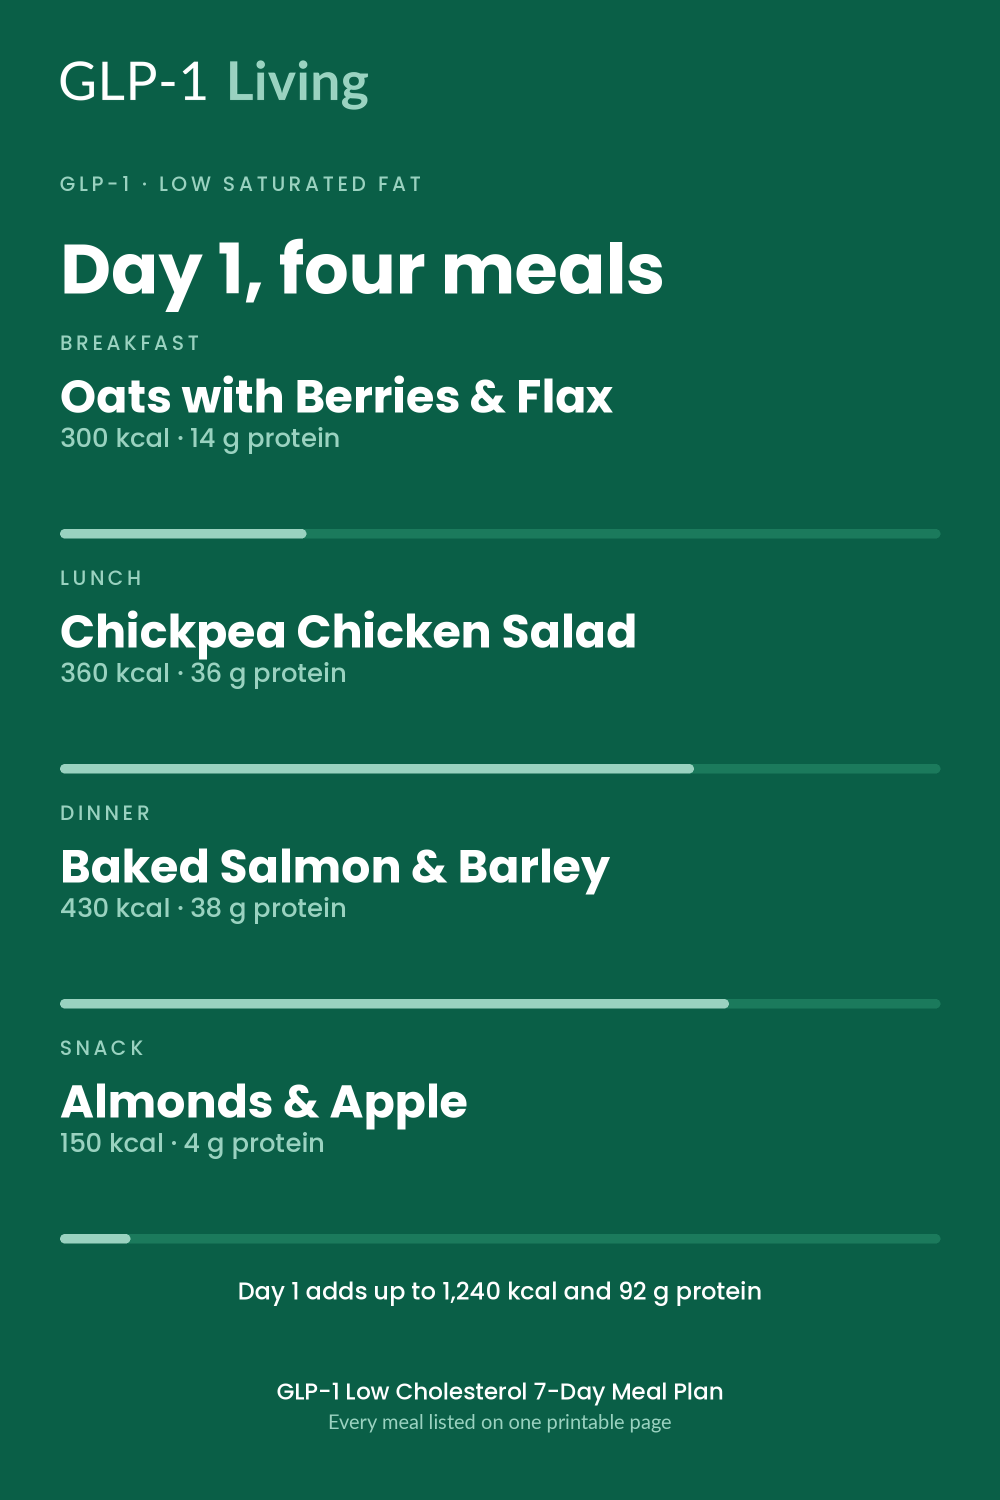 GLP-1 Living
GLP-1 · LOW SATURATED FAT
Day 1, four meals
BREAKFAST
Oats with Berries & Flax
300 kcal · 14 g protein
LUNCH
Chickpea Chicken Salad
360 kcal · 36 g protein
DINNER
Baked Salmon & Barley
430 kcal · 38 g protein
SNACK
Almonds & Apple
150 kcal · 4 g protein
Day 1 adds up to 1,240 kcal and 92 g protein
GLP-1 Low Cholesterol 7-Day Meal Plan
Every meal listed on one printable page